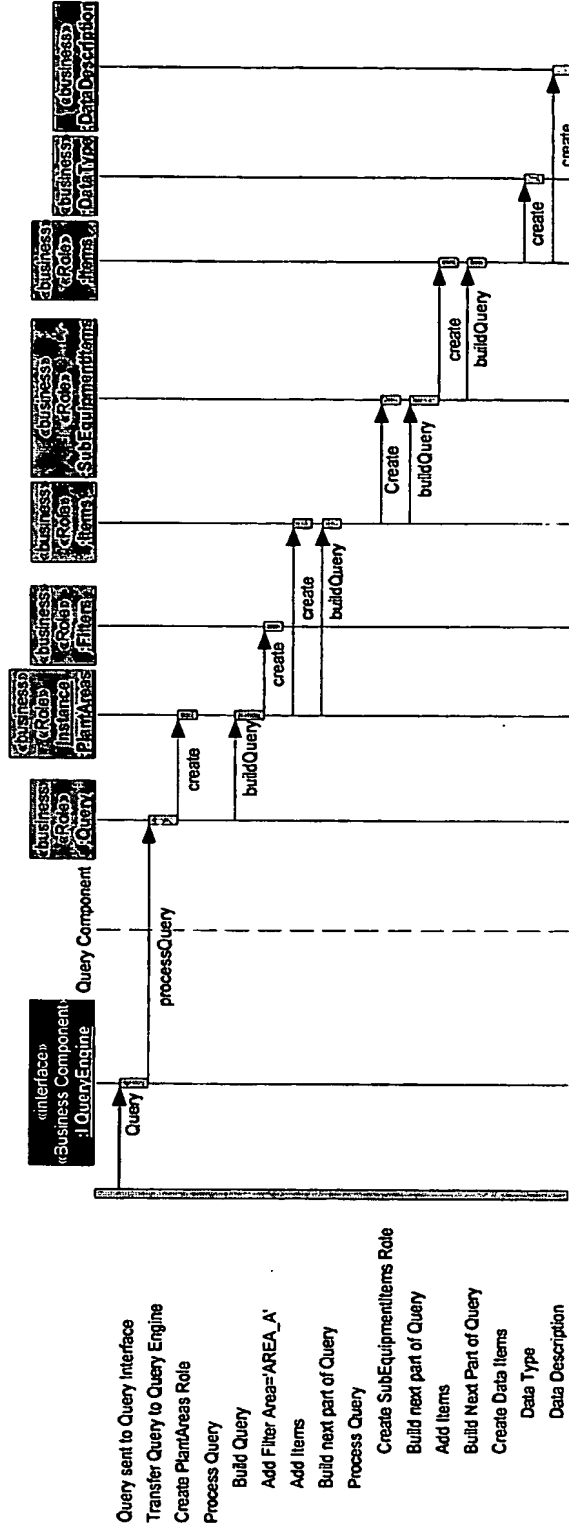 «interface»
«Business Component»
:I QueryEngine
Query Component
«business»
«Role»
:Query
«business»
«Role»
Instance
:PlantAreas
«business»
«Role»
:Filters
«business»
«Role»
:Items
«business»
«Role»
:SubEquipmentItems
«business»
«Role»
:Items
«business»
:DataType
«business»
:DataDescription
Query sent to Query Interface
Transfer Query to Query Engine
Create PlantAreas Role
Process Query
Build Query
Add Filter Area='AREA_A'
Add Items
Build next part of Query
Process Query
Create SubEquipmentItems Role
Build next part of Query
Add Items
Build Next Part of Query
Create Data Items
Data Type
Data Description
Query
processQuery
create
buildQuery
create
create
buildQuery
Create
buildQuery
create
buildQuery
create
create